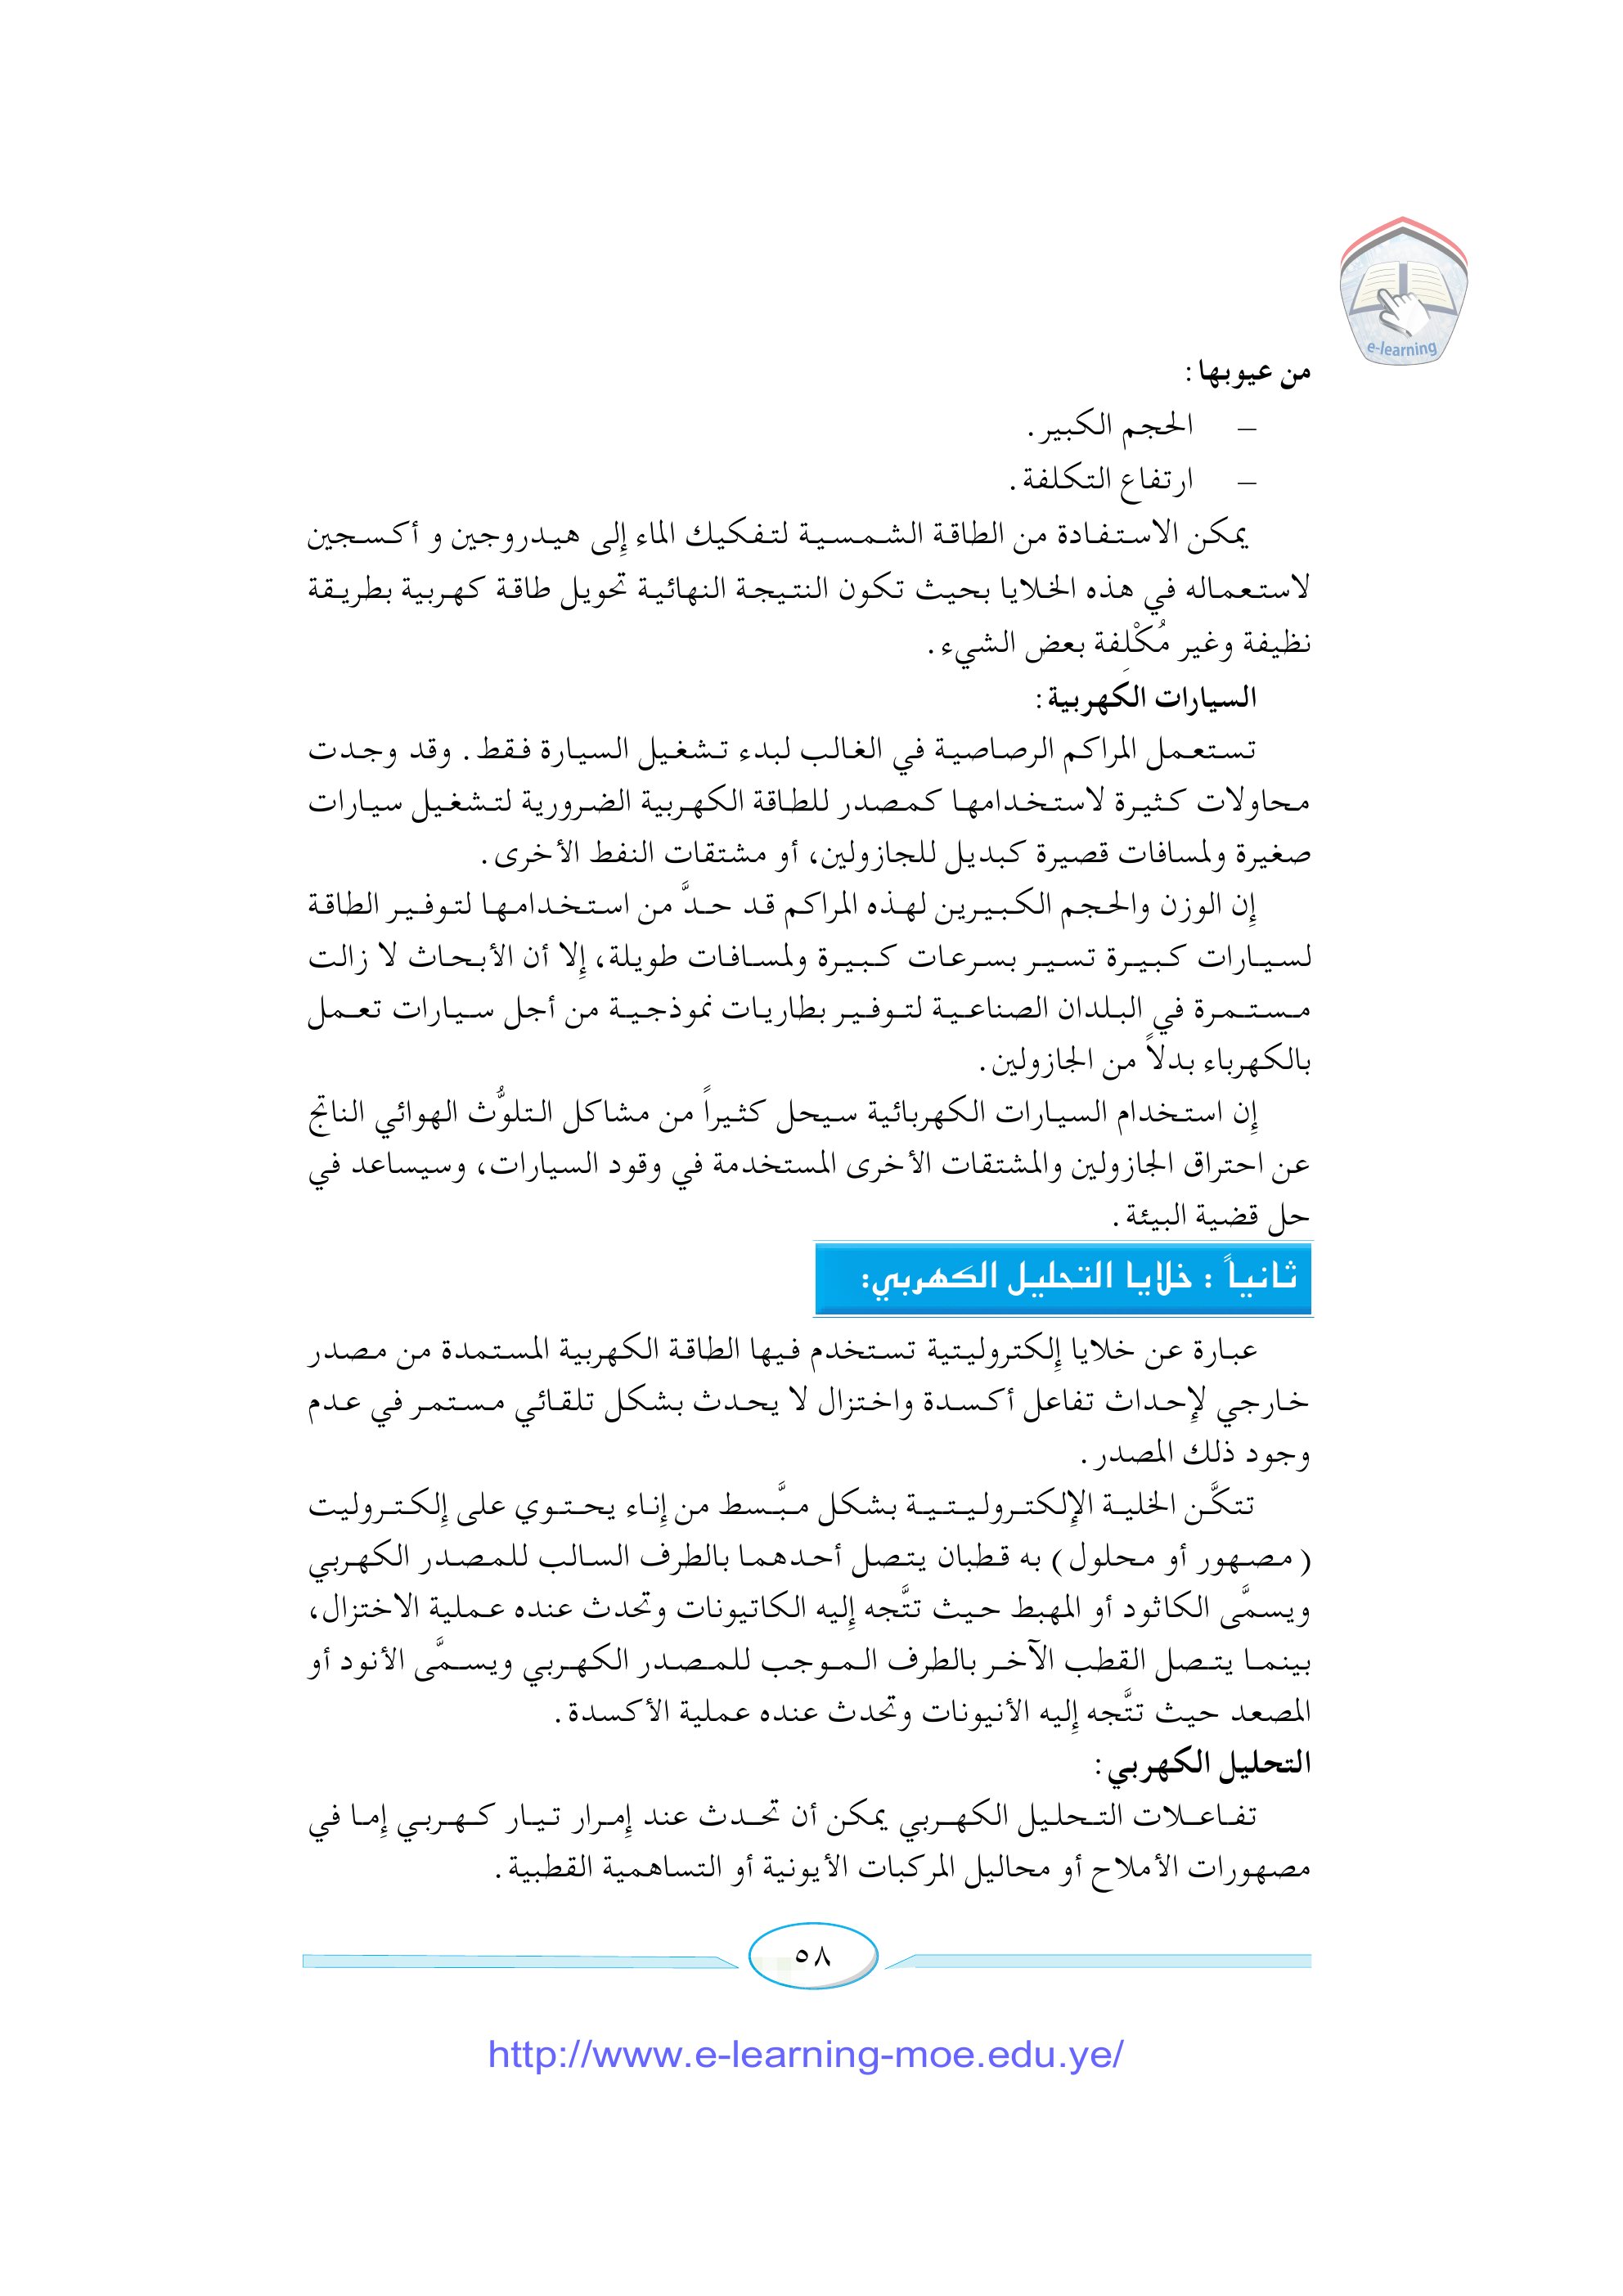 e-learning
من عيوبها :
– الحجم الكبير .
– ارتفاع التكلفة .
يمكن الاستفادة من الطاقة الشمسية لتفكيك الماء إلى هيدروجين و أكسجين
لاستعماله في هذه الخلايا بحيث تكون النتيجة النهائية تحويل طاقة كهربية بطريقة
نظيفة وغير مُكْلِفة بعض الشيء .
السيارات الكهربية :
تستعمل المراكم الرصاصية في الغالب لبدء تشغيل السيارة فقط . وقد وجدت
محاولات كثيرة لاستخدامها كمصدر للطاقة الكهربية الضرورية لتشغيل سيارات
صغيرة ولمسافات قصيرة كبديل للجازولين، أو مشتقات النفط الأخرى .
إن الوزن والحجم الكبيرين لهذه المراكم قد حدَّ من استخدامها لتوفير الطاقة
لسيارات كبيرة تسير بسرعات كبيرة ولمسافات طويلة، إلا أن الأبحاث لا زالت
مستمرة في البلدان الصناعية لتوفير بطاريات نموذجية من أجل سيارات تعمل
بالكهرباء بدلاً من الجازولين .
إن استخدام السيارات الكهربائية سيحل كثيراً من مشاكل التلوُّث الهوائي الناتج
عن احتراق الجازولين والمشتقات الأخرى المستخدمة في وقود السيارات، وسيساعد في
حل قضية البيئة .
ثانياً : خلايا التحليل الكهربي:
عبارة عن خلايا إلكتروليتية تستخدم فيها الطاقة الكهربية المستمدة من مصدر
خارجي لإحداث تفاعل أكسدة واختزال لا يحدث بشكل تلقائي مستمر في عدم
وجود ذلك المصدر .
تتكَّن الخلية الإلكتروليتية بشكل مبَّسط من إناء يحتوي على إلكتروليت
( مصهور أو محلول ) به قطبان يتصل أحدهما بالطرف السالب للمصدر الكهربي
ويسمَّى الكاثود أو المهبط حيث تتَّجه إليه الكاتيونات وتحدث عنده عملية الاختزال،
بينما يتصل القطب الآخر بالطرف الموجب للمصدر الكهربي ويسمَّى الأنود أو
المصعد حيث تتَّجه إليه الأنيونات وتحدث عنده عملية الأكسدة .
التحليل الكهربي :
تفاعلات التحليل الكهربي يمكن أن تحدث عند إمرار تيار كهربي إما في
مصهورات الأملاح أو محاليل المركبات الأيونية أو التساهمية القطبية .
٥٨
http://www.e-learning-moe.edu.ye/